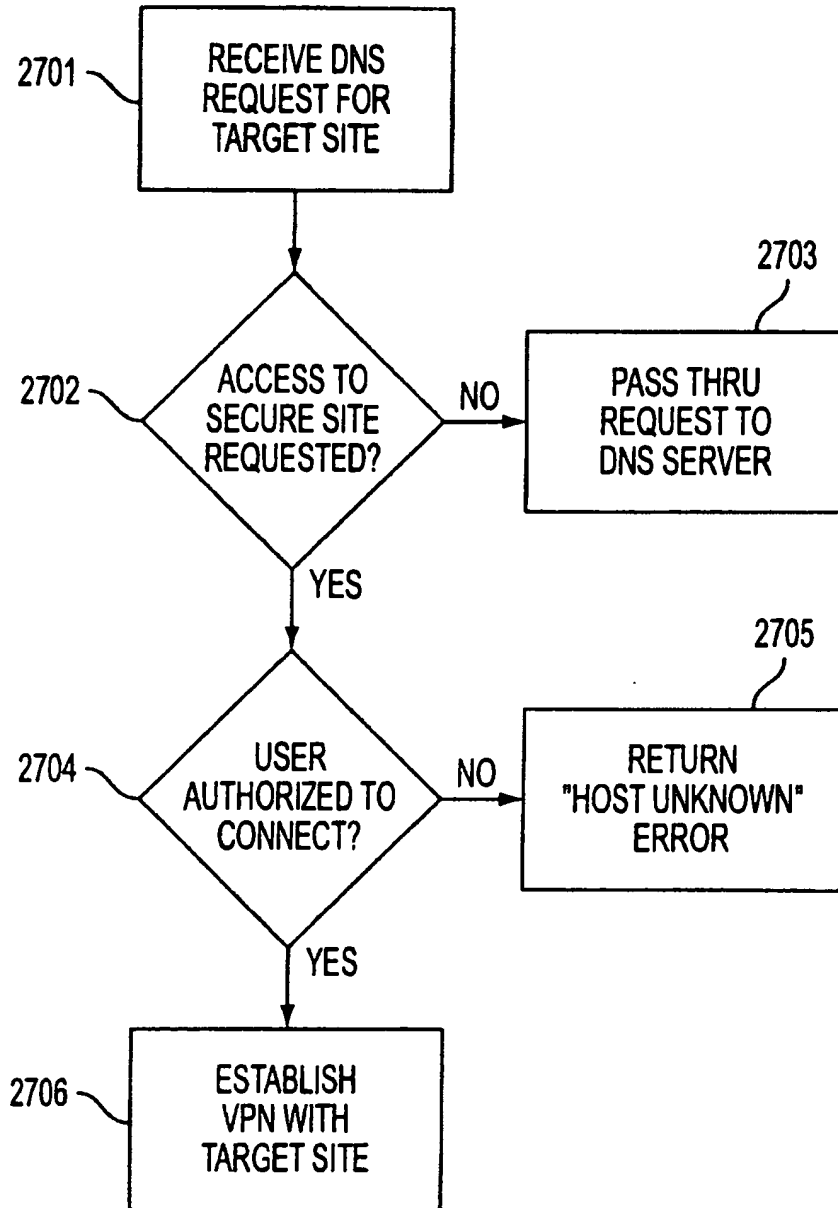 2701
RECEIVE DNS
REQUEST FOR
TARGET SITE
2702
ACCESS TO
SECURE SITE
REQUESTED?
NO
2703
PASS THRU
REQUEST TO
DNS SERVER
YES
2704
USER
AUTHORIZED TO
CONNECT?
NO
2705
RETURN
"HOST UNKNOWN"
ERROR
YES
2706
ESTABLISH
VPN WITH
TARGET SITE